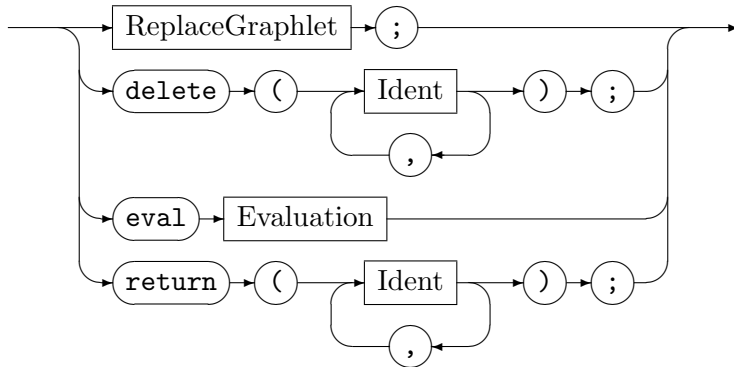 ReplaceGraphlet ;
delete ( Ident ) ;
,
eval Evaluation
return ( Ident ) ;
,